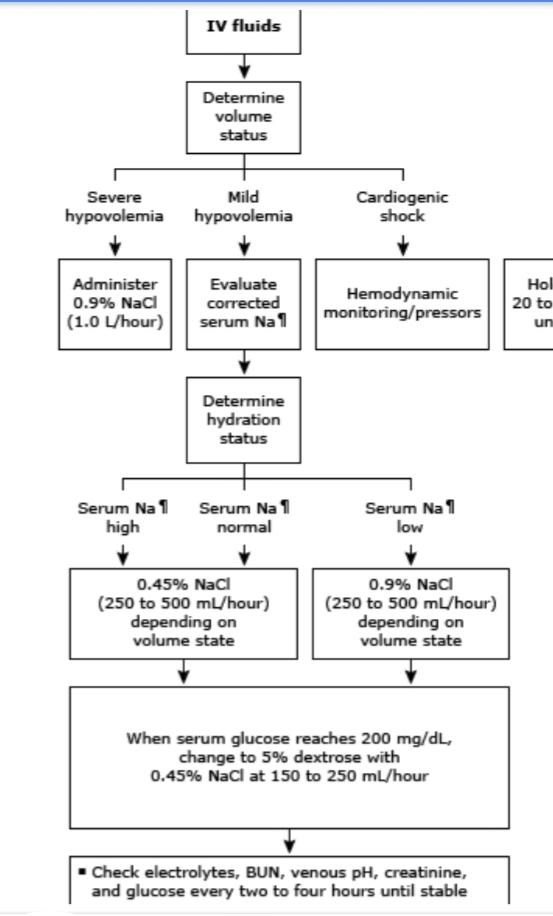 IV fluids
Determine
volume
status
Severe
hypovolemia
Mild
hypovolemia
Cardiogenic
shock
Administer
0.9% NaCl
(1.0 L/hour)
Evaluate
corrected
serum Na¶
Hemodynamic
monitoring/pressors
Hol
20 to
un
Determine
hydration
status
Serum Na¶
high
Serum Na¶
normal
Serum Na¶
low
0.45% NaCl
(250 to 500 mL/hour)
depending on
volume state
0.9% NaCl
(250 to 500 mL/hour)
depending on
volume state
When serum glucose reaches 200 mg/dL,
change to 5% dextrose with
0.45% NaCl at 150 to 250 mL/hour
▪ Check electrolytes, BUN, venous pH, creatinine,
and glucose every two to four hours until stable